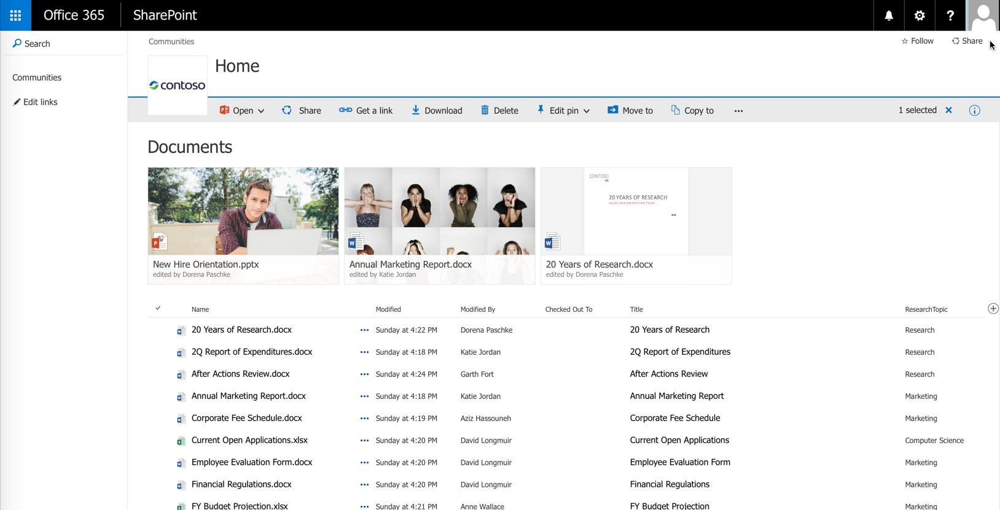 Office 365 SharePoint
Search
Communities
Edit links
Communities
Follow Share
contoso
Home
Open Share Get a link Download Delete Edit pin Move to Copy to ... 1 selected
Documents
New Hire Orientation.pptx
edited by Dorena Paschke
Annual Marketing Report.docx
edited by Katie Jordan
CONTOSO
20 YEARS OF RESEARCH
SALES AND MARKETING TEAM
20 Years of Research.docx
edited by Dorena Paschke
Name Modified Modified By Checked Out To Title ResearchTopic
20 Years of Research.docx ... Sunday at 4:22 PM Dorena Paschke 20 Years of Research Research
2Q Report of Expenditures.docx ... Sunday at 4:18 PM Katie Jordan 2Q Report of Expenditures Research
After Actions Review.docx ... Sunday at 4:24 PM Garth Fort After Actions Review Research
Annual Marketing Report.docx ... Sunday at 4:18 PM Katie Jordan Annual Marketing Report Marketing
Corporate Fee Schedule.docx ... Sunday at 4:19 PM Aziz Hassouneh Corporate Fee Schedule Marketing
Current Open Applications.xlsx ... Sunday at 4:20 PM David Longmuir Current Open Applications Computer Science
Employee Evaluation Form.docx ... Sunday at 4:20 PM David Longmuir Employee Evaluation Form Marketing
Financial Regulations.docx ... Sunday at 4:20 PM David Longmuir Financial Regulations Marketing
FY Budget Projection.xlsx ... Sunday at 4:21 PM Anne Wallace FY Budget Projection Marketing